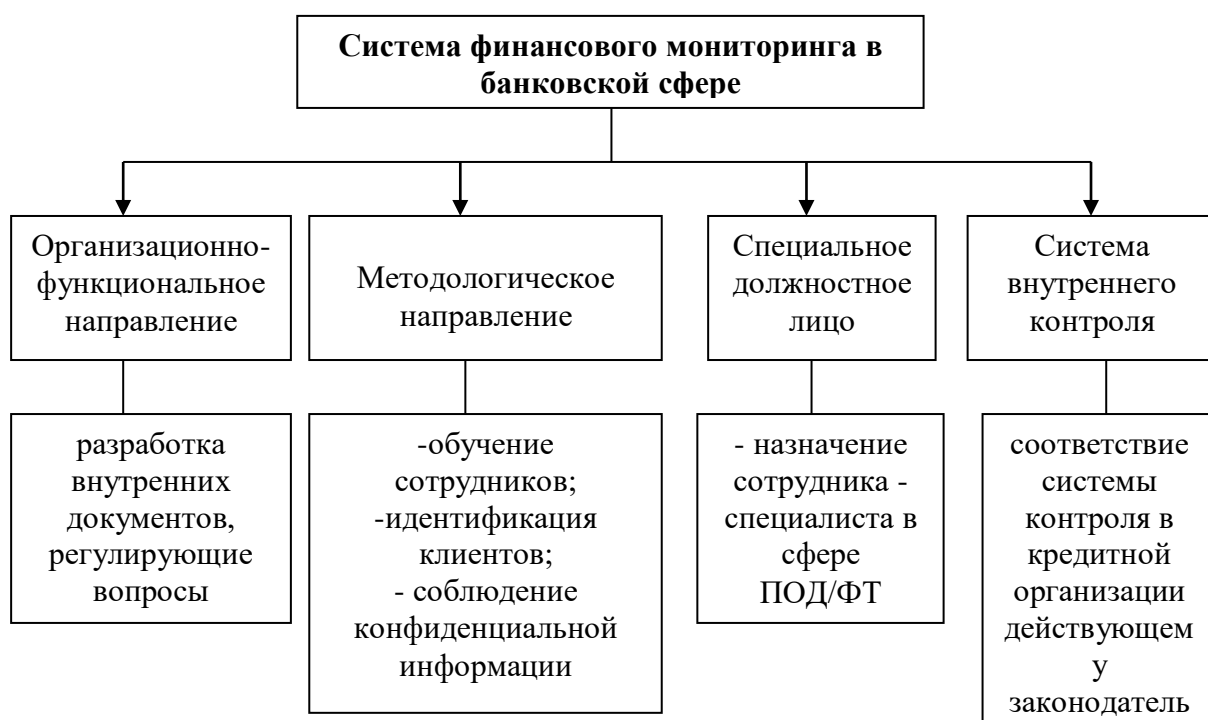 Система финансового мониторинга в
банковской сфере
Организационно-
функциональное
направление
Методологическое
направление
Специальное
должностное
лицо
Система
внутреннего
контроля
разработка
внутренних
документов,
регулирующие
вопросы
-обучение
сотрудников;
-идентификация
клиентов;
- соблюдение
конфиденциальной
информации
- назначение
сотрудника -
специалиста в
сфере
ПОД/ФТ
соответствие
системы
контроля в
кредитной
организации
действующем
у
законодатель